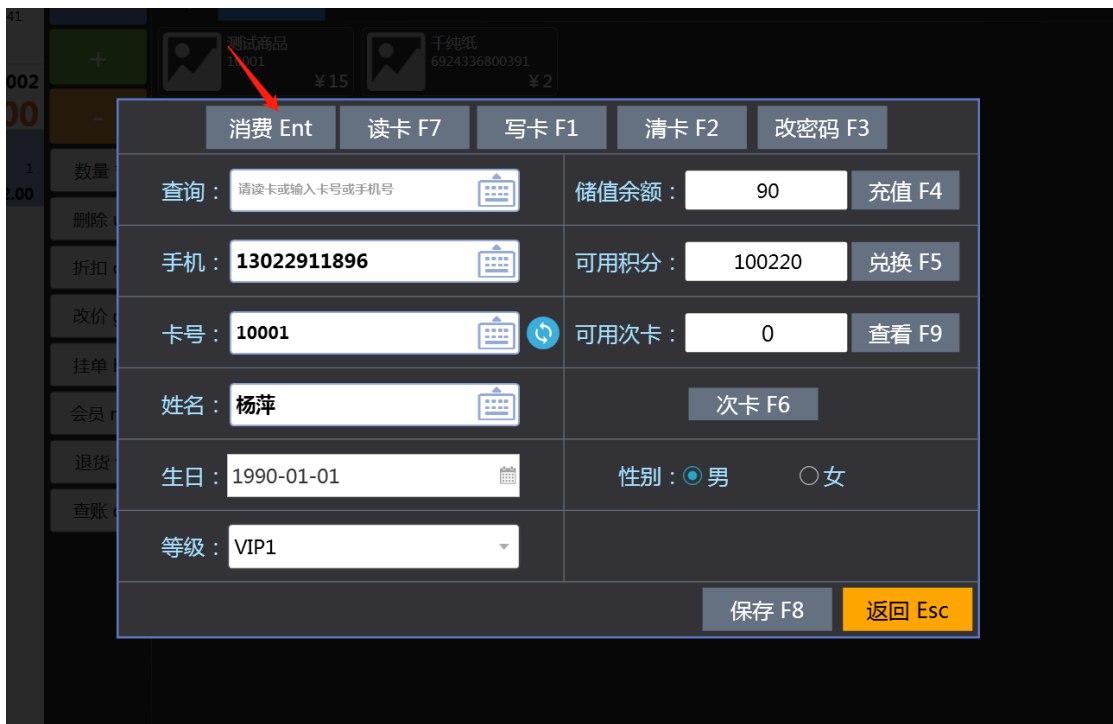 41
测试商品
10001
¥15
千纯纸
6924336800391
¥2
+
002
00
-
消费 Ent
读卡 F7
写卡 F1
清卡 F2
改密码 F3
1
2.00
数量
删除
折扣
改价
挂单
会员
退货
查账
查询：
请读卡或输入卡号或手机号
储值余额：
90
充值 F4
手机：
13022911896
可用积分：
100220
兑换 F5
卡号：
10001
可用次卡：
0
查看 F9
姓名：
杨萍
次卡 F6
生日：
1990-01-01
性别：
男
女
等级：
VIP1
保存 F8
返回 Esc